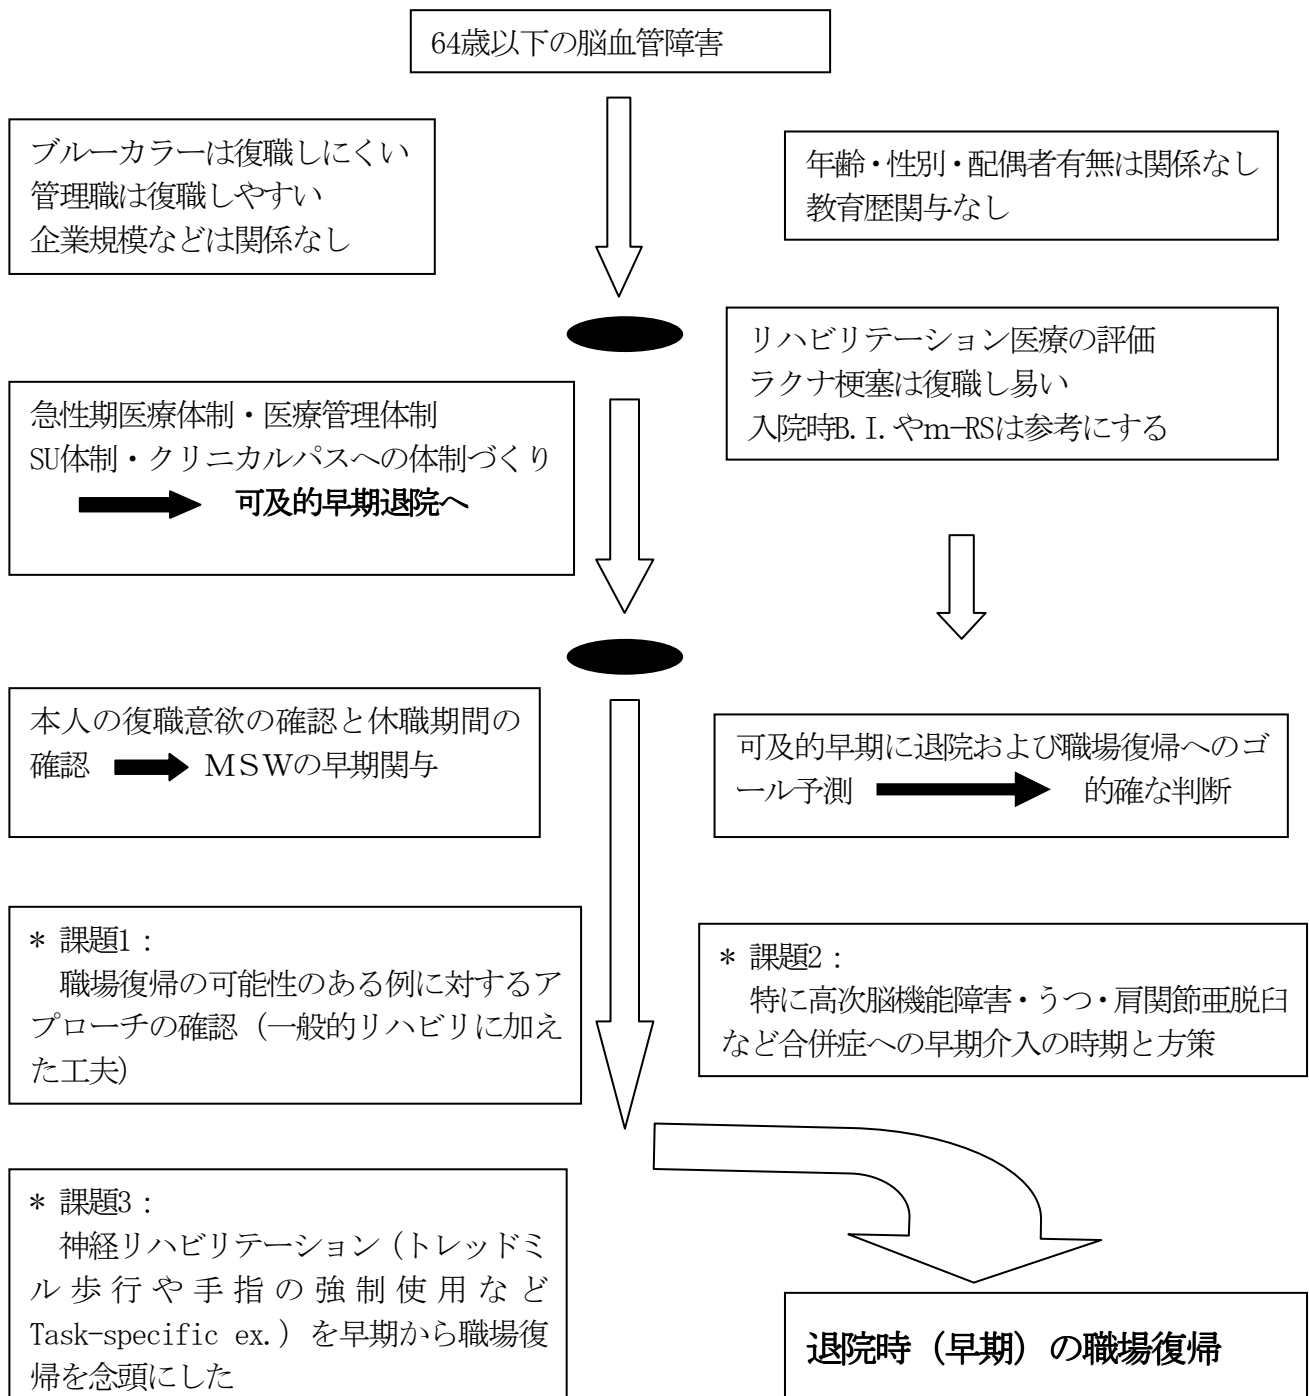 64歳以下の脳血管障害
ブルーカラーは復職しにくい
管理職は復職しやすい
企業規模などは関係なし
年齢・性別・配偶者有無は関係なし
教育歴関与なし
リハビリテーション医療の評価
ラクナ梗塞は復職し易い
入院時B.I.やm-RSは参考にする
急性期医療体制・医療管理体制
SU体制・クリニカルパスへの体制づくり
可及的早期退院へ
本人の復職意欲の確認と休職期間の
確認 MSWの早期関与
可及的早期に退院および職場復帰へのゴ
ール予測 的確な判断
* 課題1:
職場復帰の可能性のある例に対するア
プローチの確認（一般的リハビリに加え
た工夫）
* 課題2:
特に高次脳機能障害・うつ・肩関節亜脱臼
など合併症への早期介入の時期と方策
* 課題3:
神経リハビリテーション（トレッドミ
ル歩行や手指の強制使用など
Task-specific ex.）を早期から職場復
帰を念頭にした
退院時（早期）の職場復帰